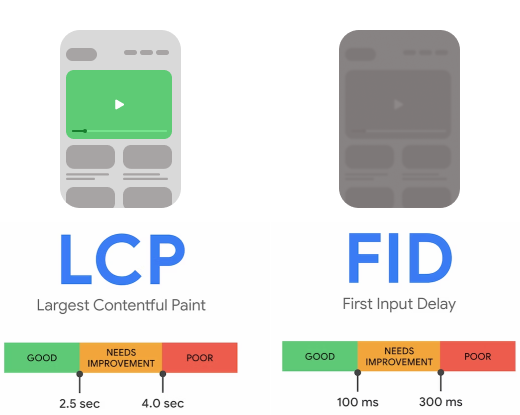 LCP
Largest Contentful Paint
GOOD
NEEDS
IMPROVEMENT
POOR
2.5 sec
4.0 sec
FID
First Input Delay
GOOD
NEEDS
IMPROVEMENT
POOR
100 ms
300 ms